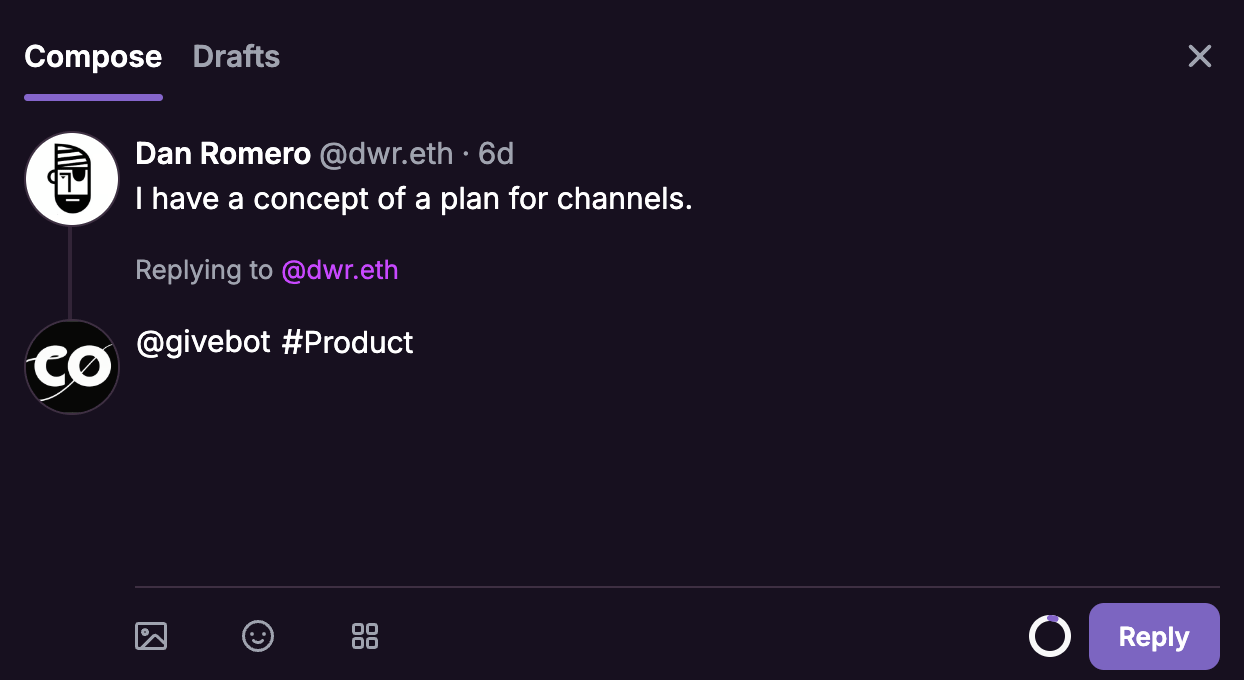 Compose Drafts
Dan Romero @dwr.eth · 6d
I have a concept of a plan for channels.
Replying to @dwr.eth
@givebot #Product
CO
Reply